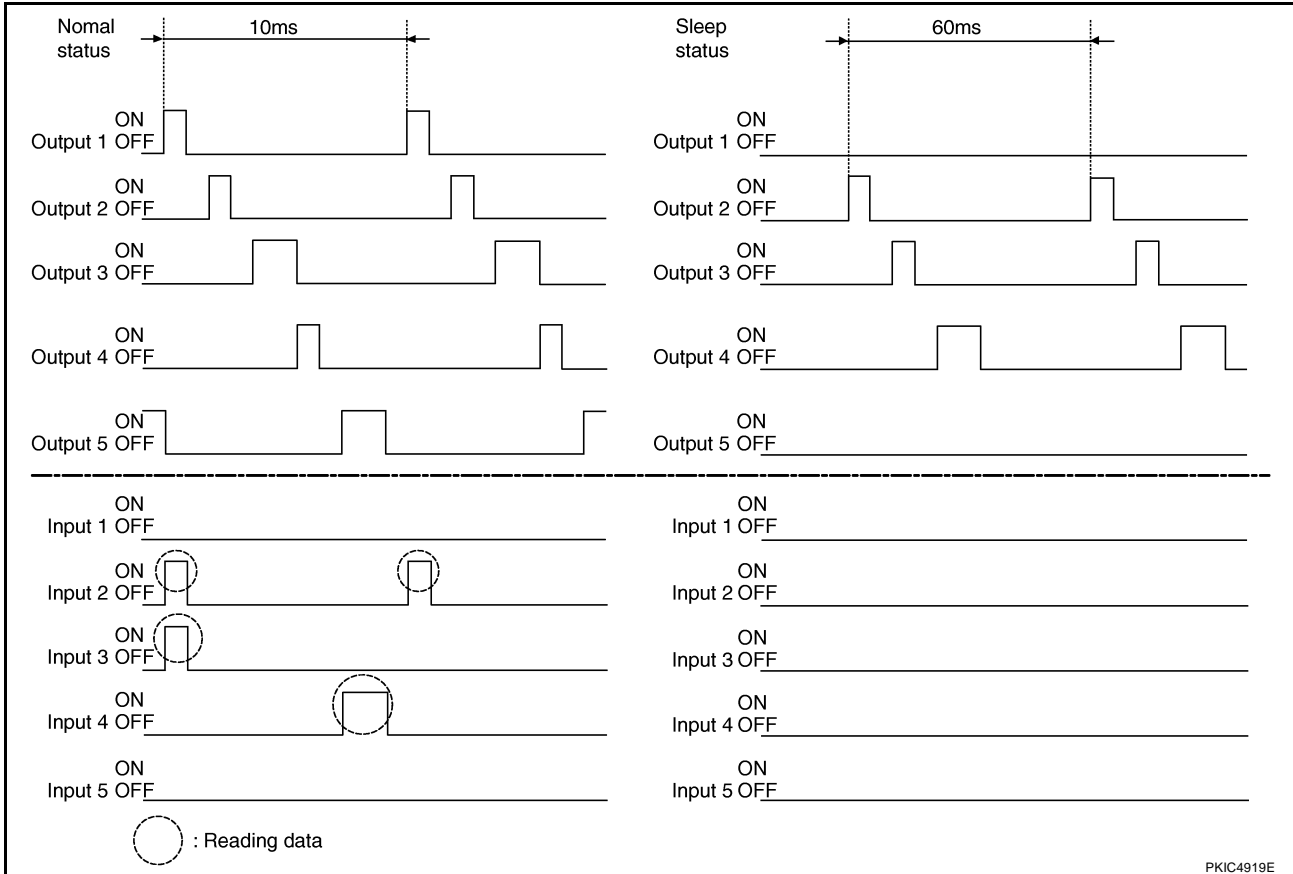 Nomal
status
10ms
Sleep
status
60ms
ON
Output 1 OFF
ON
Output 1 OFF
ON
Output 2 OFF
ON
Output 2 OFF
ON
Output 3 OFF
ON
Output 3 OFF
ON
Output 4 OFF
ON
Output 4 OFF
ON
Output 5 OFF
ON
Output 5 OFF
ON
Input 1 OFF
ON
Input 1 OFF
ON
Input 2 OFF
ON
Input 2 OFF
ON
Input 3 OFF
ON
Input 3 OFF
ON
Input 4 OFF
ON
Input 4 OFF
ON
Input 5 OFF
ON
Input 5 OFF
: Reading data
PKIC4919E